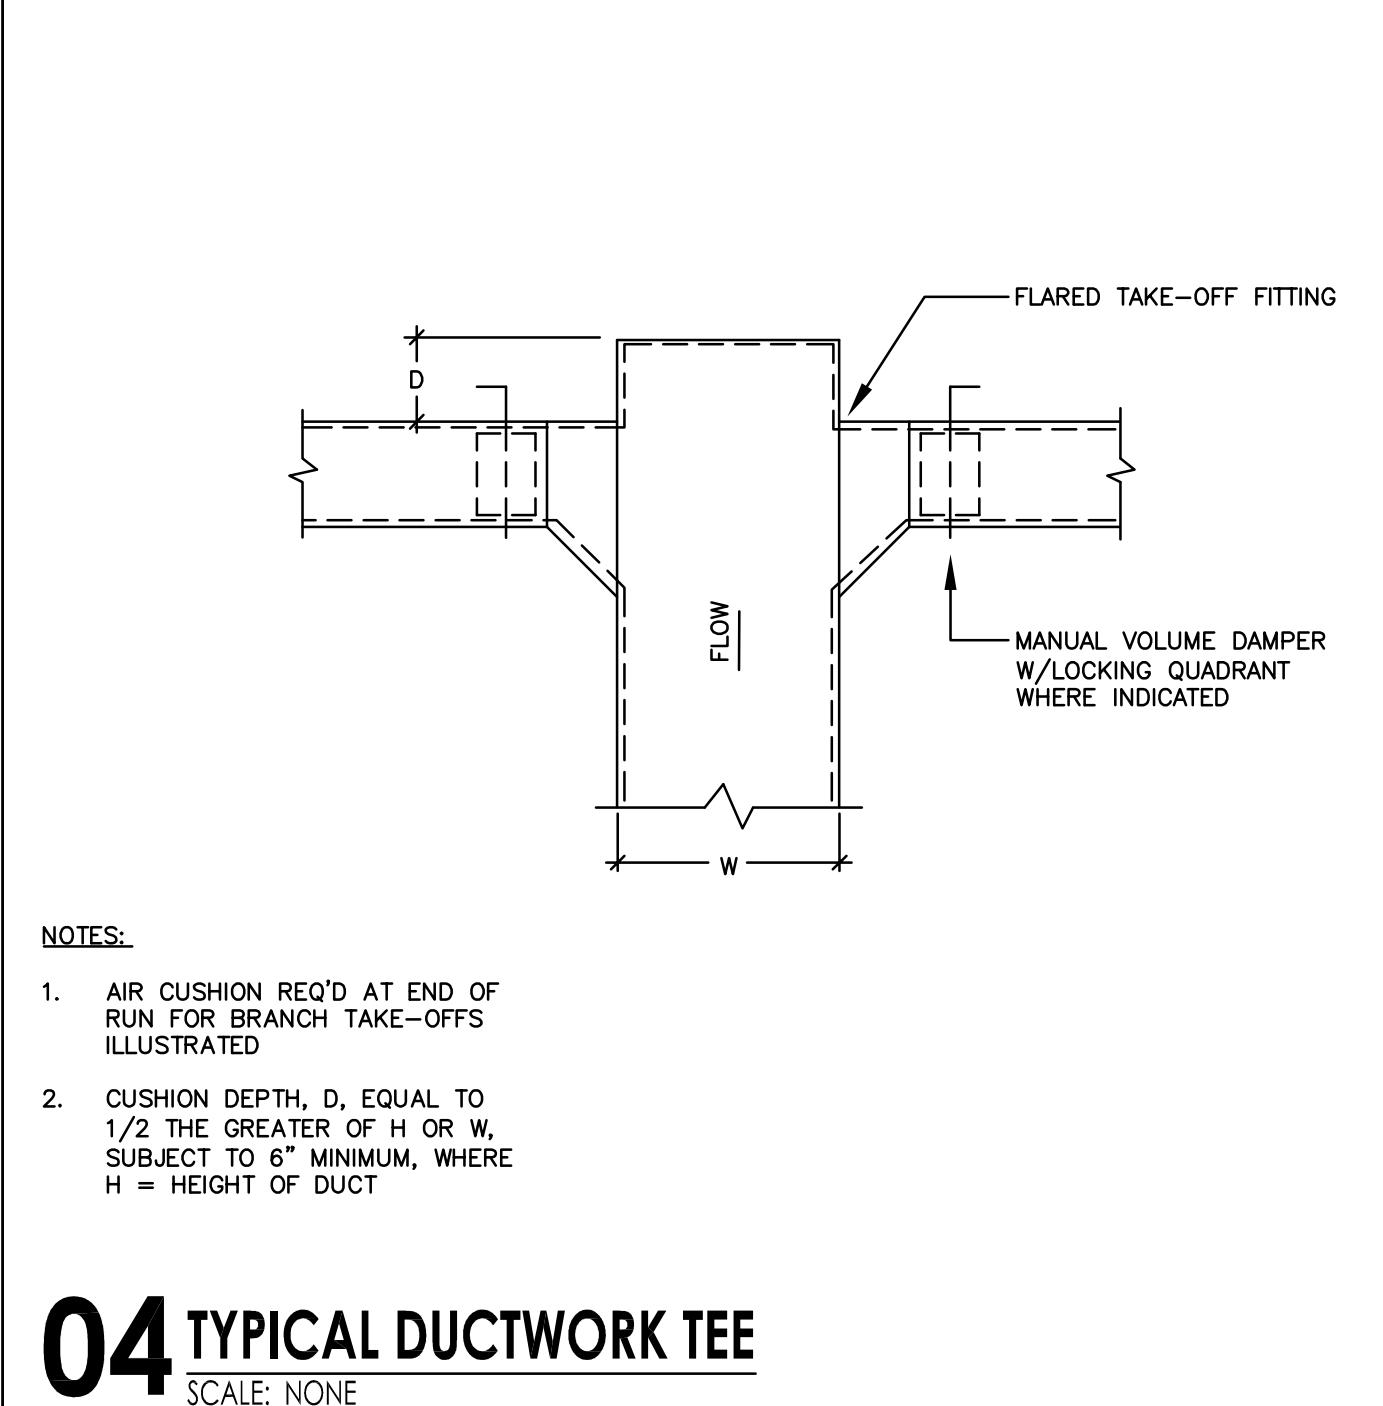 FLARED TAKE-OFF FITTING
D
FLOW
MANUAL VOLUME DAMPER
W/LOCKING QUADRANT
WHERE INDICATED
W
NOTES:
1. AIR CUSHION REQ'D AT END OF
RUN FOR BRANCH TAKE-OFFS
ILLUSTRATED
2. CUSHION DEPTH, D, EQUAL TO
1/2 THE GREATER OF H OR W,
SUBJECT TO 6" MINIMUM, WHERE
H = HEIGHT OF DUCT
04 TYPICAL DUCTWORK TEE
SCALE: NONE